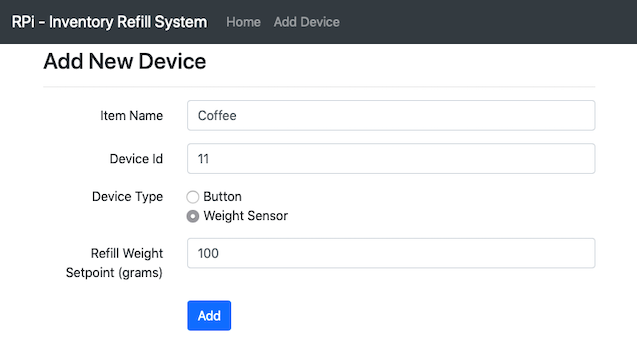 RPi - Inventory Refill System Home Add Device
Add New Device
Item Name Coffee
Device Id 11
Device Type Button
Weight Sensor
Refill Weight 100
Setpoint (grams)
Add